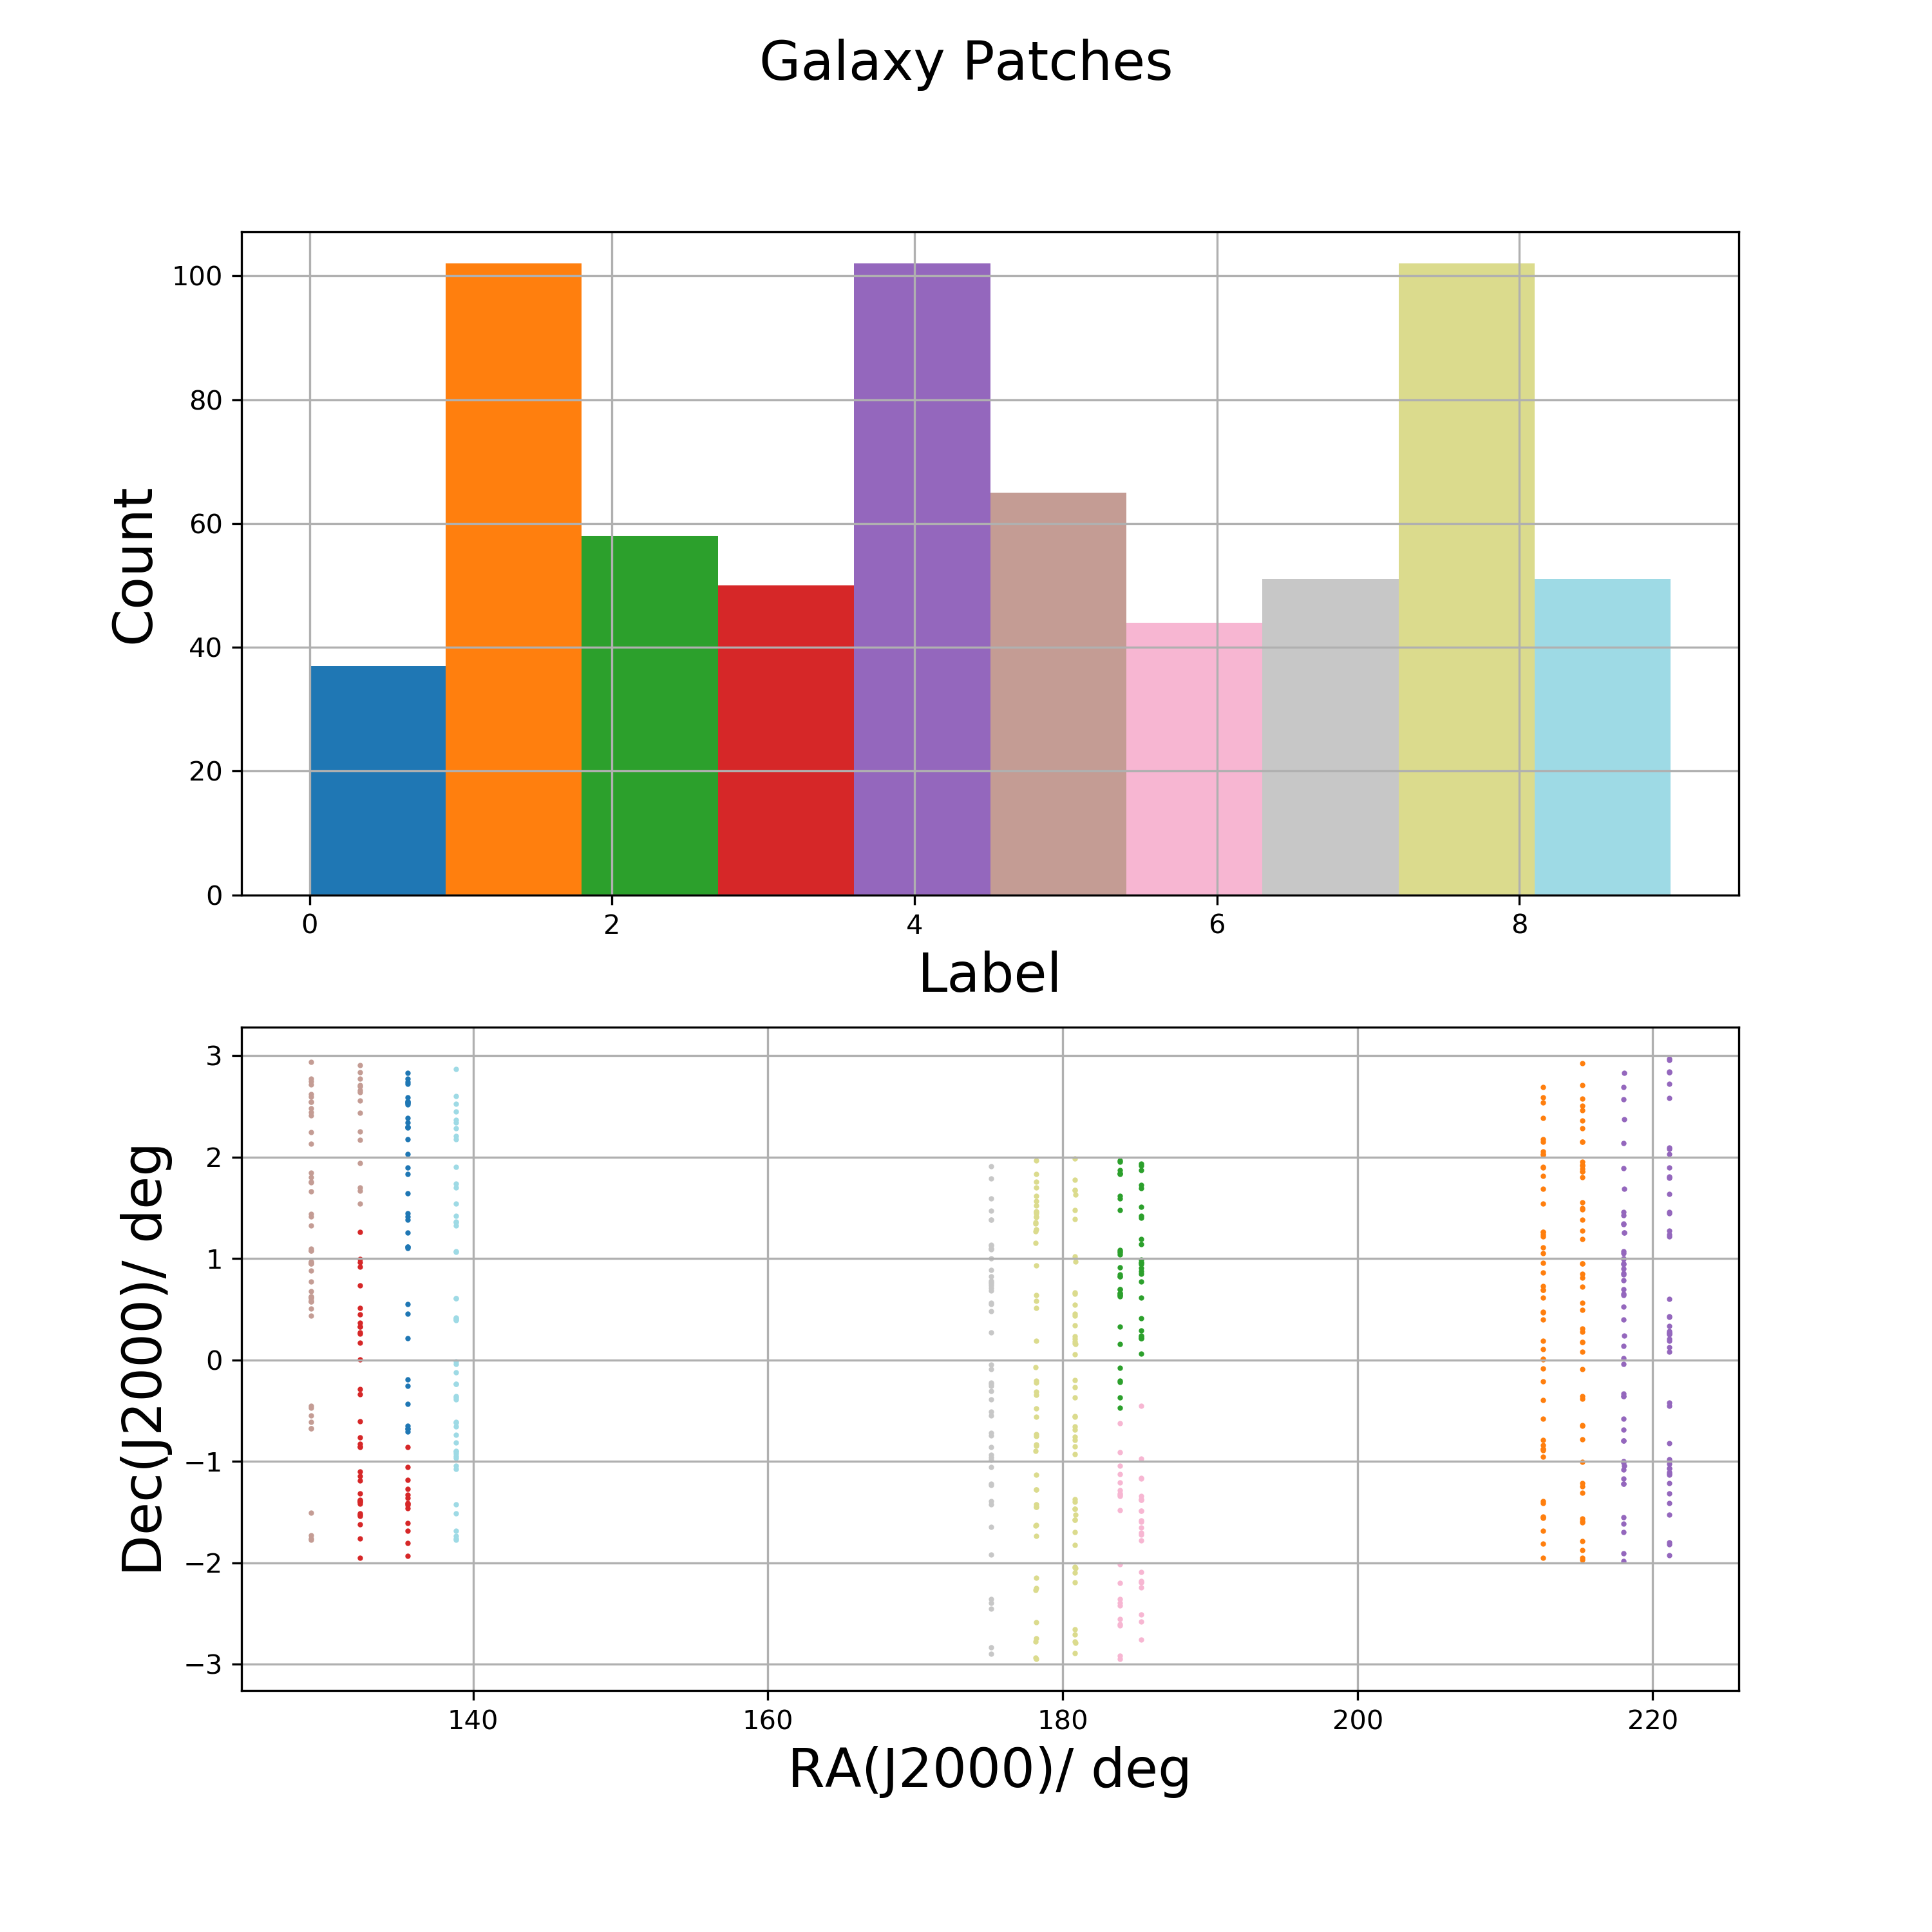 Galaxy Patches
Count
100
80
60
40
20
0
0 2 4 6 8
Label
Dec(J2000)/ deg
3
2
1
0
−1
−2
−3
140 160 180 200 220
RA(J2000)/ deg